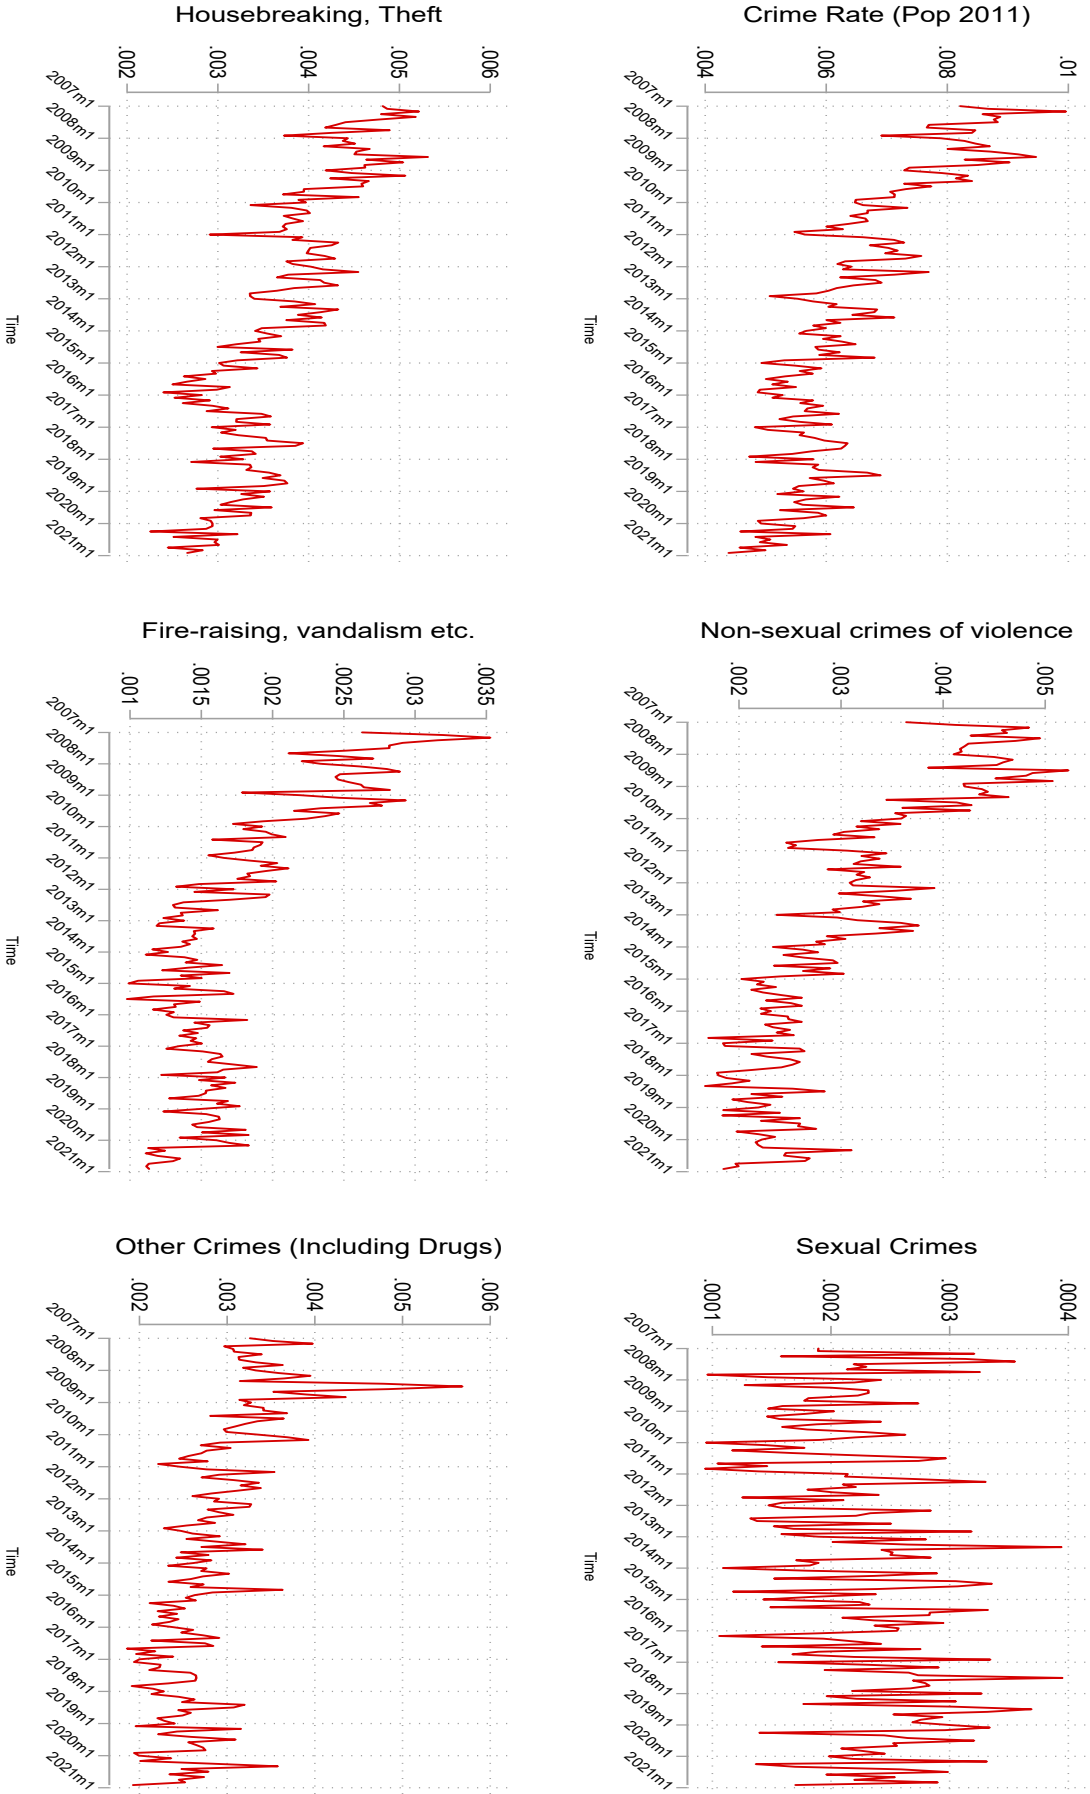 Housebreaking, Theft
.002 .003 .004 .005 .006
2007m1
2008m1
2009m1
2010m1
2011m1
2012m1
2013m1
2014m1
2015m1
2016m1
2017m1
2018m1
2019m1
2020m1
2021m1
Time
Crime Rate (Pop 2011)
.004 .006 .008 .01
2007m1
2008m1
2009m1
2010m1
2011m1
2012m1
2013m1
2014m1
2015m1
2016m1
2017m1
2018m1
2019m1
2020m1
2021m1
Time
Fire-raising, vandalism etc.
.001 .0015 .002 .0025 .003 .0035
2007m1
2008m1
2009m1
2010m1
2011m1
2012m1
2013m1
2014m1
2015m1
2016m1
2017m1
2018m1
2019m1
2020m1
2021m1
Time
Non-sexual crimes of violence
.002 .003 .004 .005
2007m1
2008m1
2009m1
2010m1
2011m1
2012m1
2013m1
2014m1
2015m1
2016m1
2017m1
2018m1
2019m1
2020m1
2021m1
Time
Other Crimes (Including Drugs)
.002 .003 .004 .005 .006
2007m1
2008m1
2009m1
2010m1
2011m1
2012m1
2013m1
2014m1
2015m1
2016m1
2017m1
2018m1
2019m1
2020m1
2021m1
Time
Sexual Crimes
.0001 .0002 .0003 .0004
2007m1
2008m1
2009m1
2010m1
2011m1
2012m1
2013m1
2014m1
2015m1
2016m1
2017m1
2018m1
2019m1
2020m1
2021m1
Time